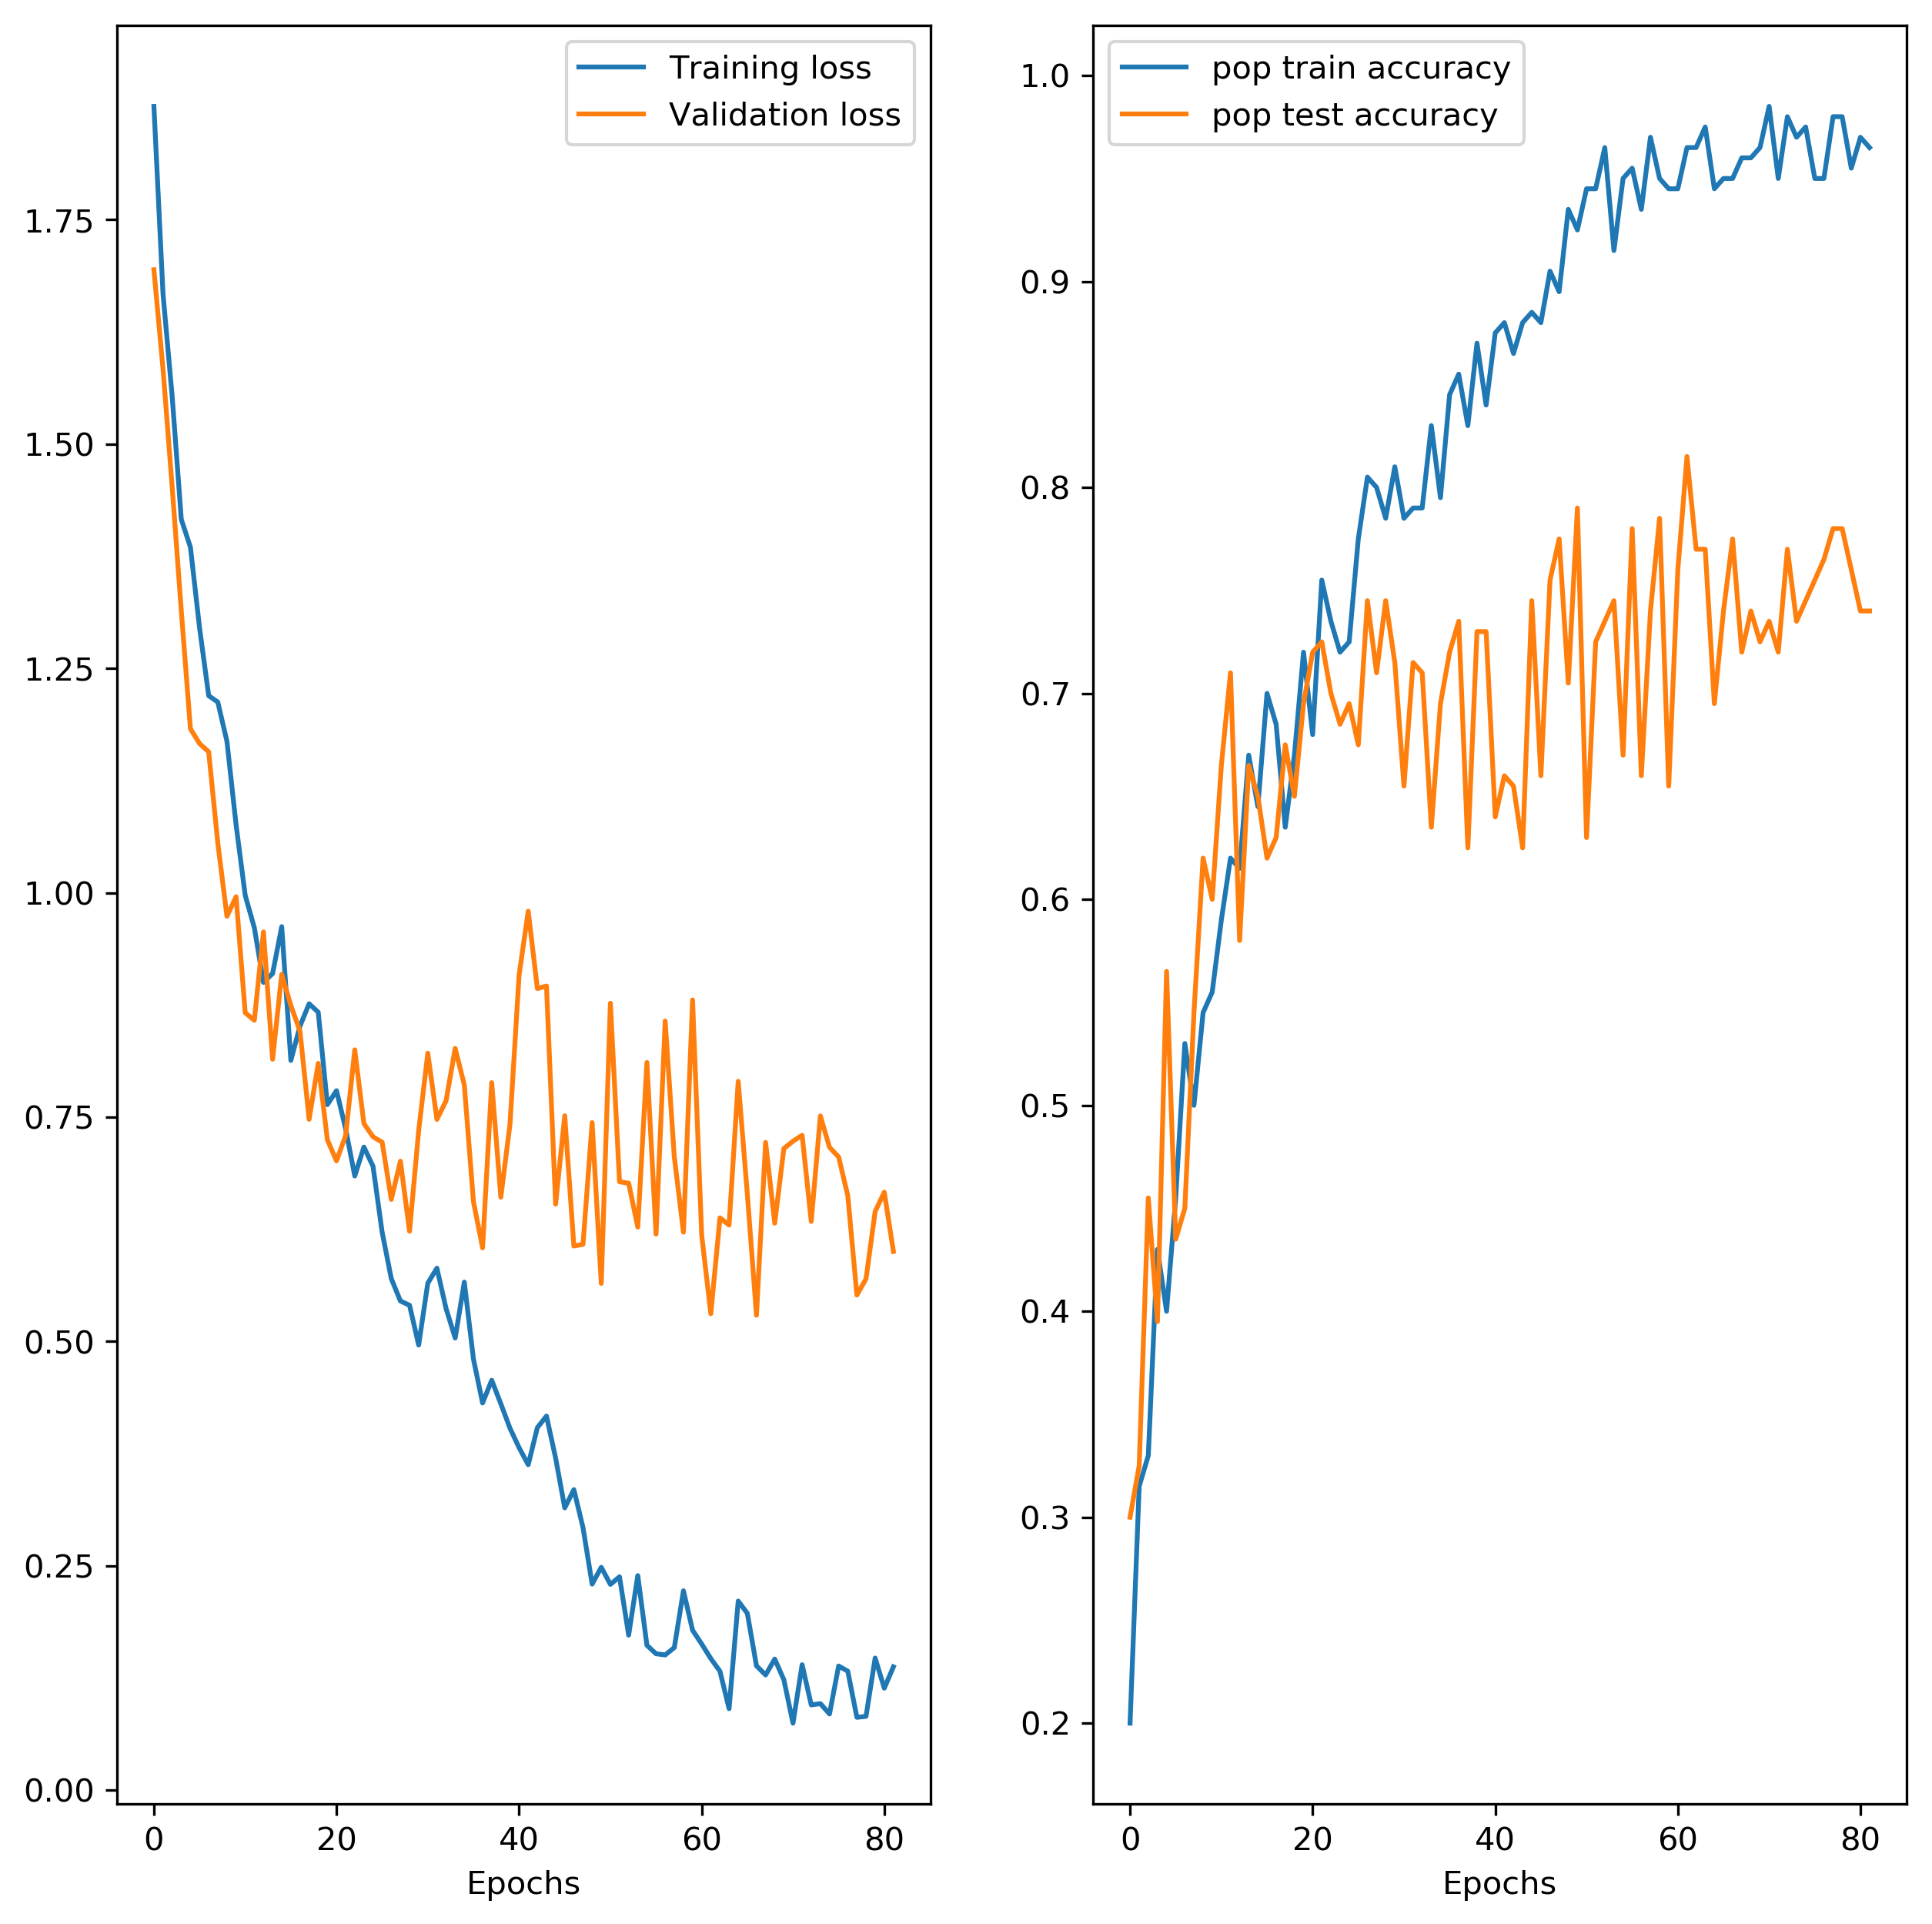 Training loss
Validation loss
1.75
1.50
1.25
1.00
0.75
0.50
0.25
0.00
0 20 40 60 80
Epochs
pop train accuracy
pop test accuracy
1.0
0.9
0.8
0.7
0.6
0.5
0.4
0.3
0.2
0 20 40 60 80
Epochs